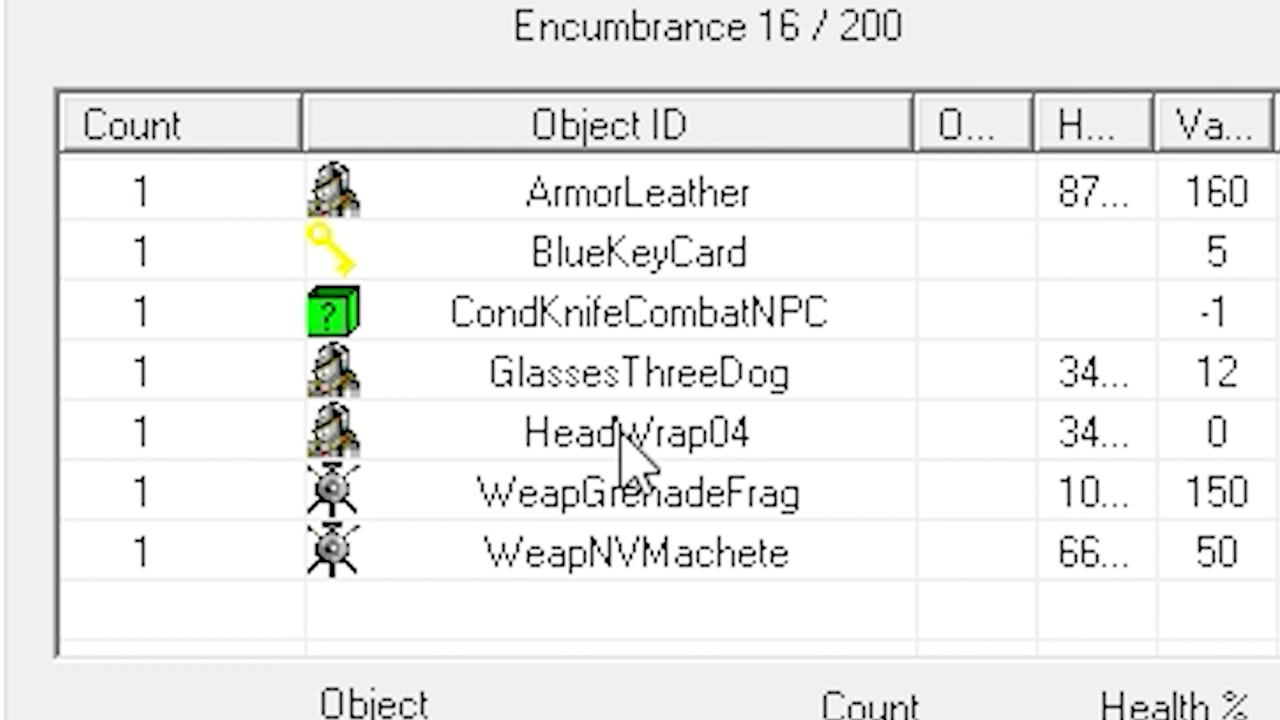 Encumbrance 16 / 200
Count Object ID O... H... Va...
1 ArmorLeather 87... 160
1 BlueKeyCard 5
1 ? CondKnifeCombatNPC -1
1 GlassesThreeDog 34... 12
1 HeadWrap04 34... 0
1 WeapGrenadeFrag 10... 150
1 WeapNVMachete 66... 50
Object Count Health %